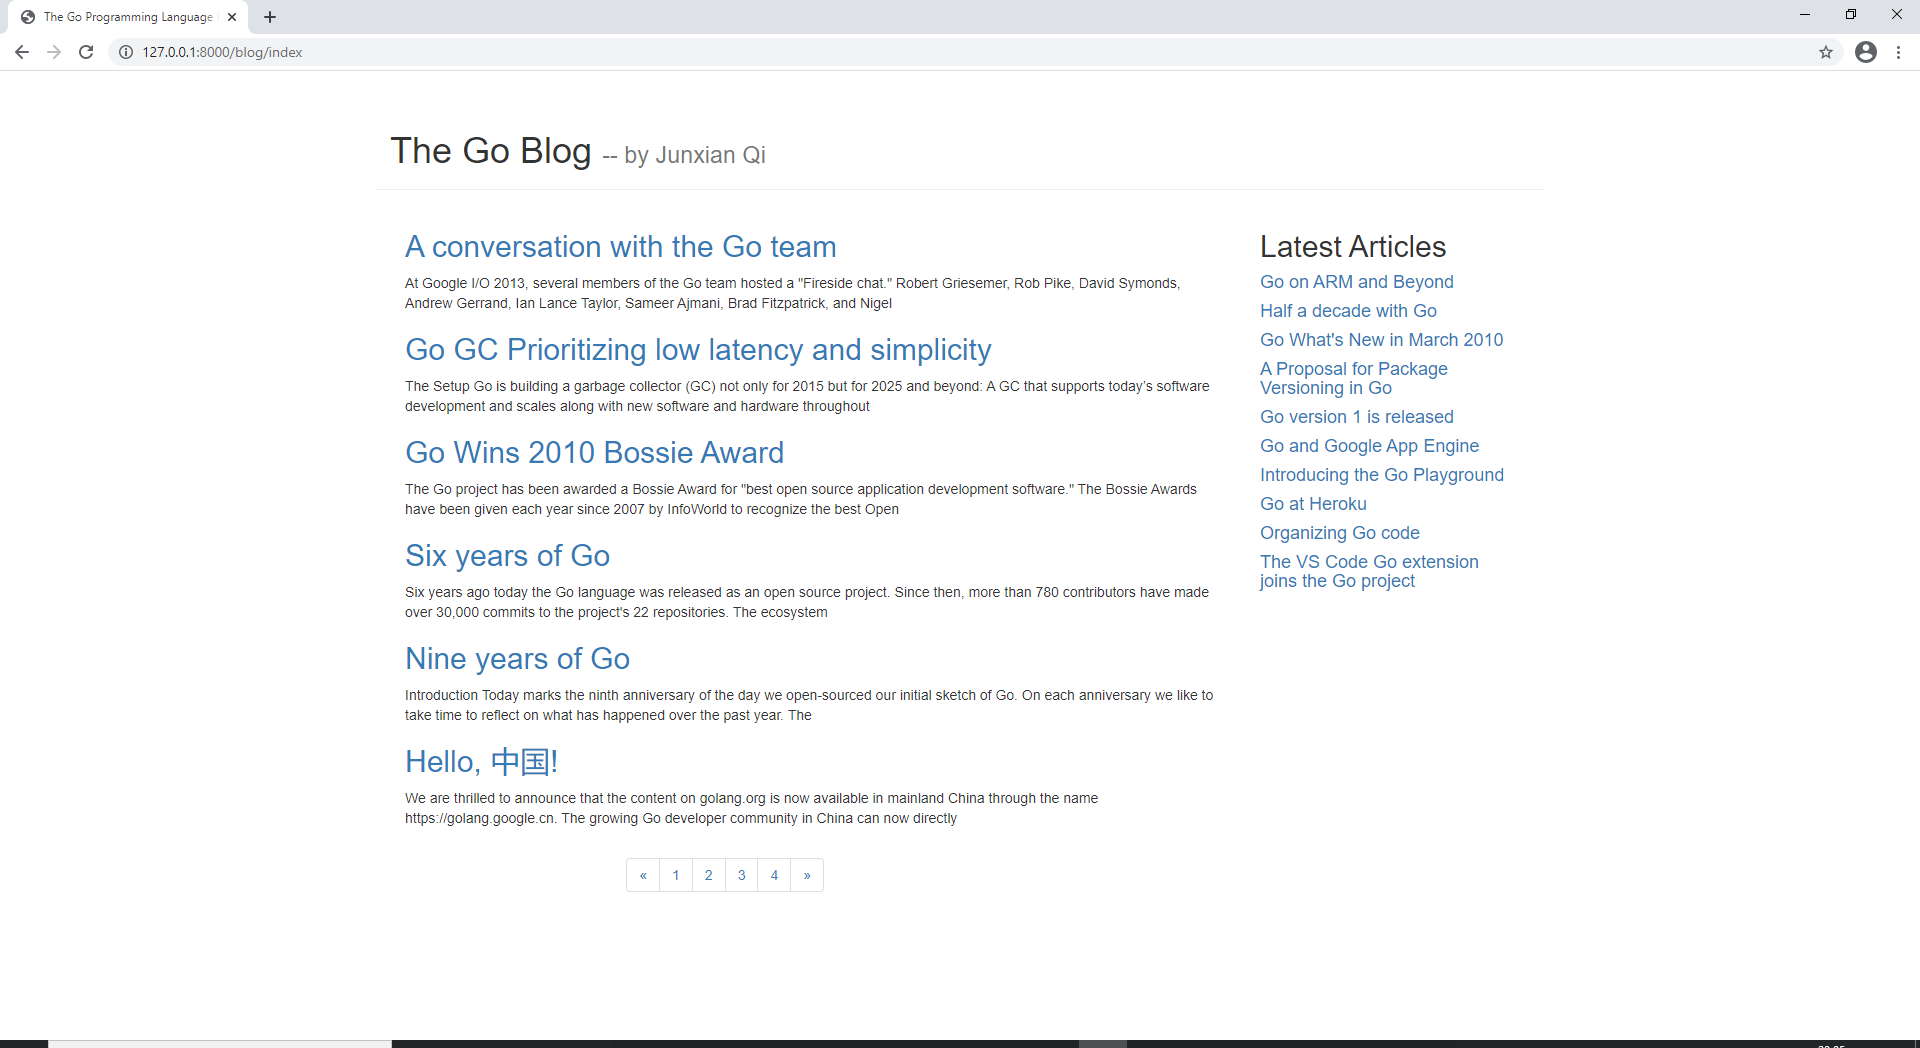 The Go Programming Language
127.0.0.1:8000/blog/index
The Go Blog -- by Junxian Qi
A conversation with the Go team
At Google I/O 2013, several members of the Go team hosted a "Fireside chat." Robert Griesemer, Rob Pike, David Symonds,
Andrew Gerrand, Ian Lance Taylor, Sameer Ajmani, Brad Fitzpatrick, and Nigel
Go GC Prioritizing low latency and simplicity
The Setup Go is building a garbage collector (GC) not only for 2015 but for 2025 and beyond: A GC that supports today’s software
development and scales along with new software and hardware throughout
Go Wins 2010 Bossie Award
The Go project has been awarded a Bossie Award for "best open source application development software." The Bossie Awards
have been given each year since 2007 by InfoWorld to recognize the best Open
Six years of Go
Six years ago today the Go language was released as an open source project. Since then, more than 780 contributors have made
over 30,000 commits to the project's 22 repositories. The ecosystem
Nine years of Go
Introduction Today marks the ninth anniversary of the day we open-sourced our initial sketch of Go. On each anniversary we like to
take time to reflect on what has happened over the past year. The
Hello, 中国!
We are thrilled to announce that the content on golang.org is now available in mainland China through the name
https://golang.google.cn. The growing Go developer community in China can now directly
« 1 2 3 4 »
Latest Articles
Go on ARM and Beyond
Half a decade with Go
Go What's New in March 2010
A Proposal for Package
Versioning in Go
Go version 1 is released
Go and Google App Engine
Introducing the Go Playground
Go at Heroku
Organizing Go code
The VS Code Go extension
joins the Go project